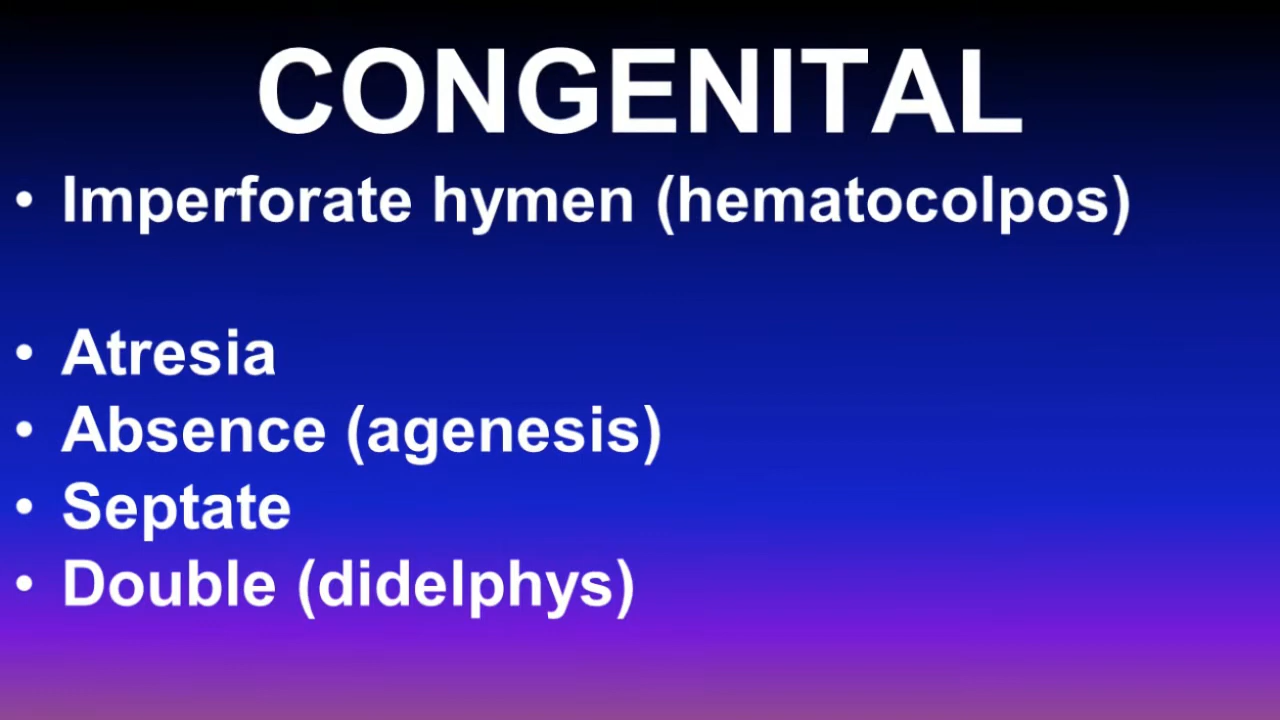 CONGENITAL
• Imperforate hymen (hematocolpos)
• Atresia
• Absence (agenesis)
• Septate
• Double (didelphys)